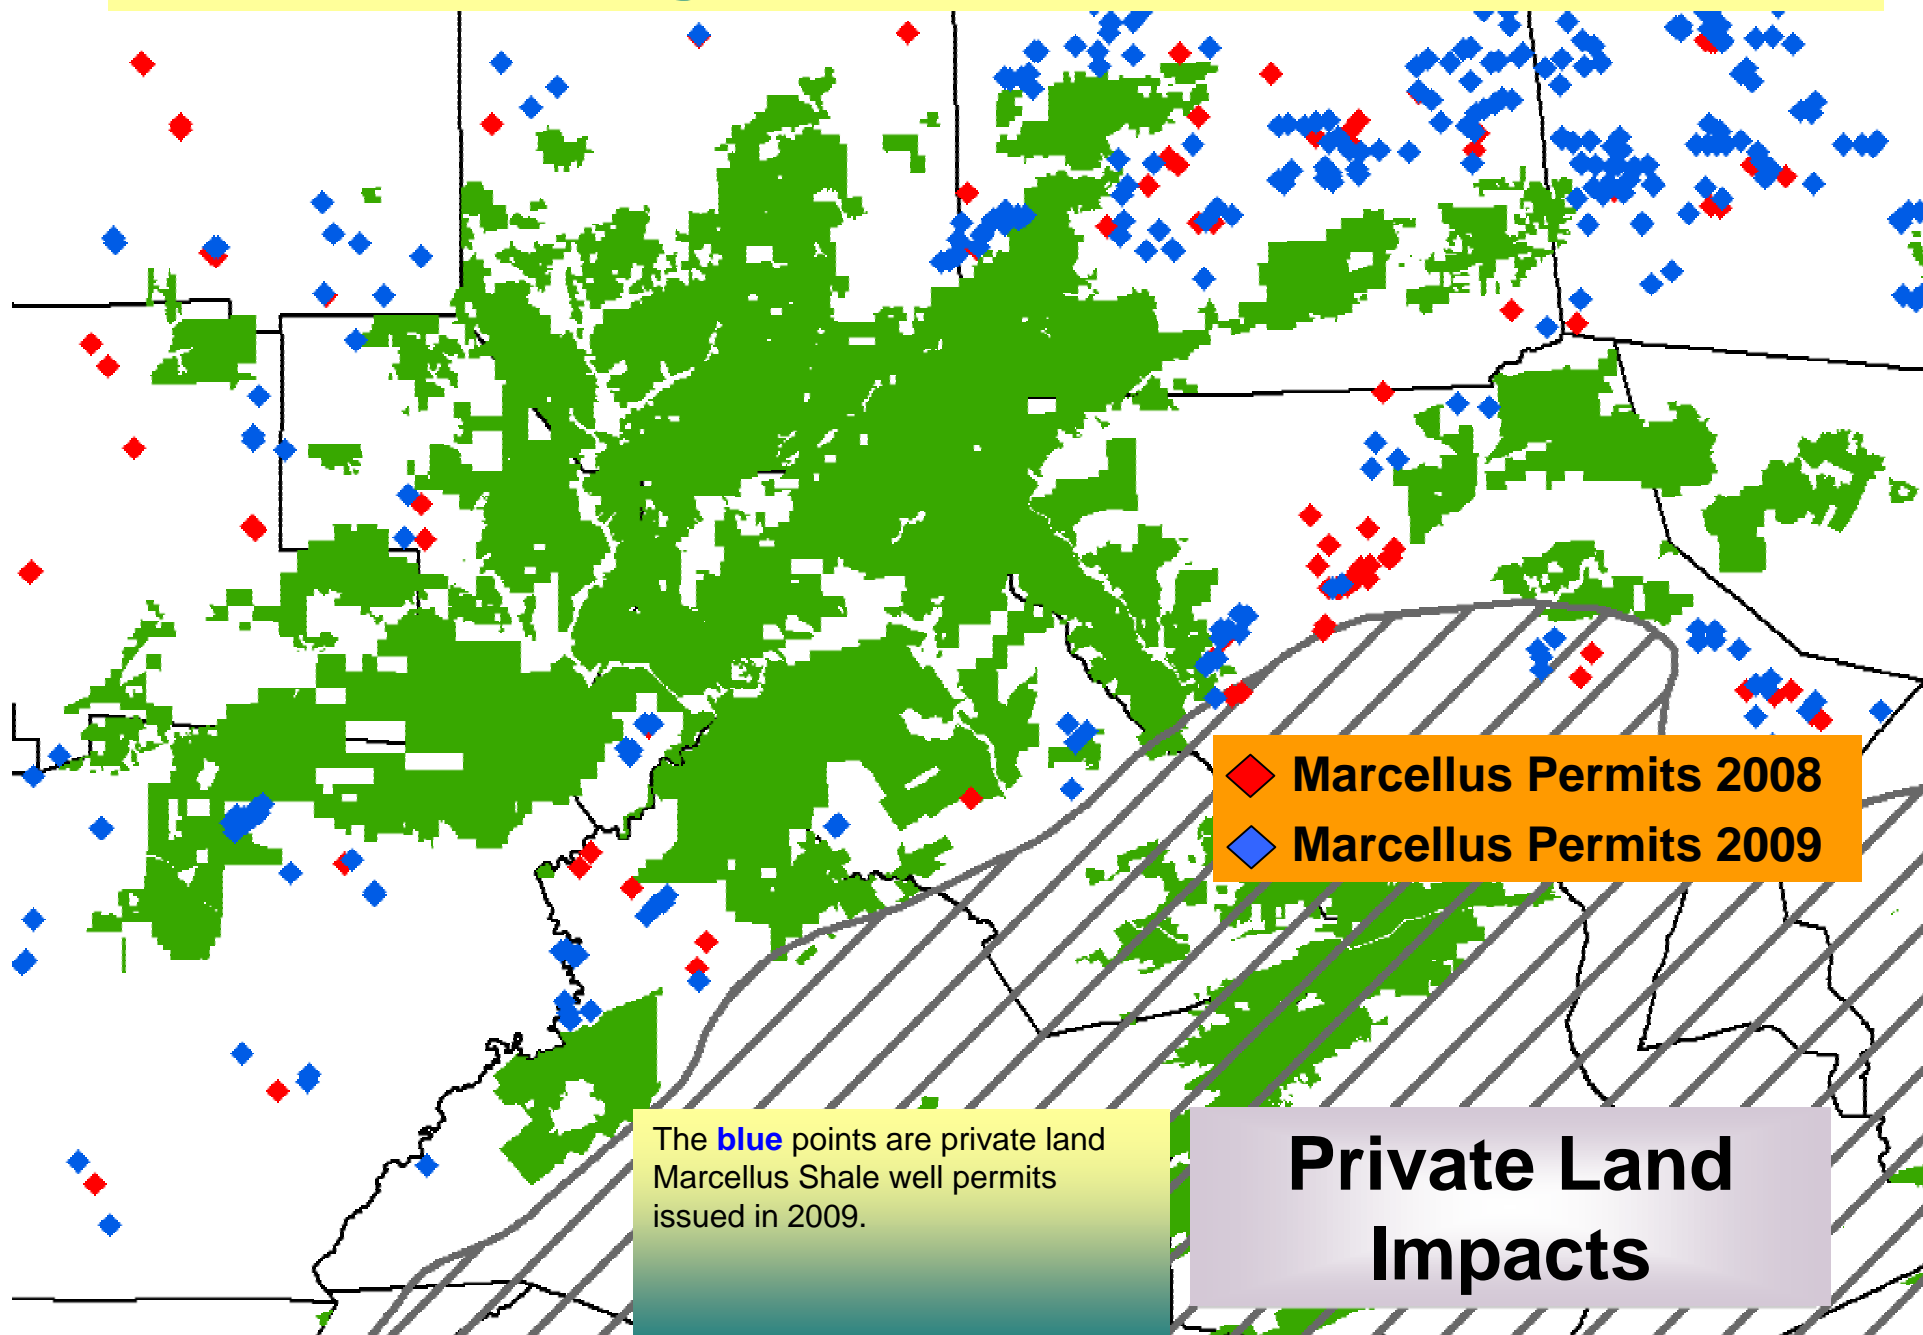 Marcellus Permits 2008
Marcellus Permits 2009
The blue points are private land
Marcellus Shale well permits
issued in 2009.
Private Land
Impacts